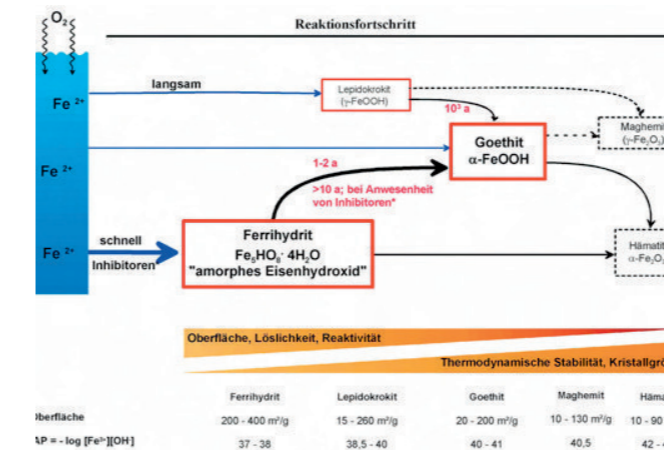 O₂
Reaktionsfortschritt
langsam
Fe 2+
Lepidokrokit
(γ-FeOOH)
10³ a
Goethit
α-FeOOH
Maghemit
(γ-Fe₂O₃)
Fe 2+
1-2 a
>10 a; bei Anwesenheit
von Inhibitoren*
Fe 2+
schnell
Inhibitoren
Ferrihydrit
Fe₅HO₈· 4H₂O
"amorphes Eisenhydroxid"
Hämatit
α-Fe₂O
Oberfläche, Löslichkeit, Reaktivität
Thermodynamische Stabilität, Kristallgrö
Ferrihydrit Lepidokrokit Goethit Maghemit Häma
Oberfläche 200 - 400 m²/g 15 - 260 m²/g 20 - 200 m²/g 10 - 130 m²/g 10 - 90
AP = - log [Fe³⁺][OH⁻] 37 - 38 38,5 - 40 40 - 41 40,5 42 -